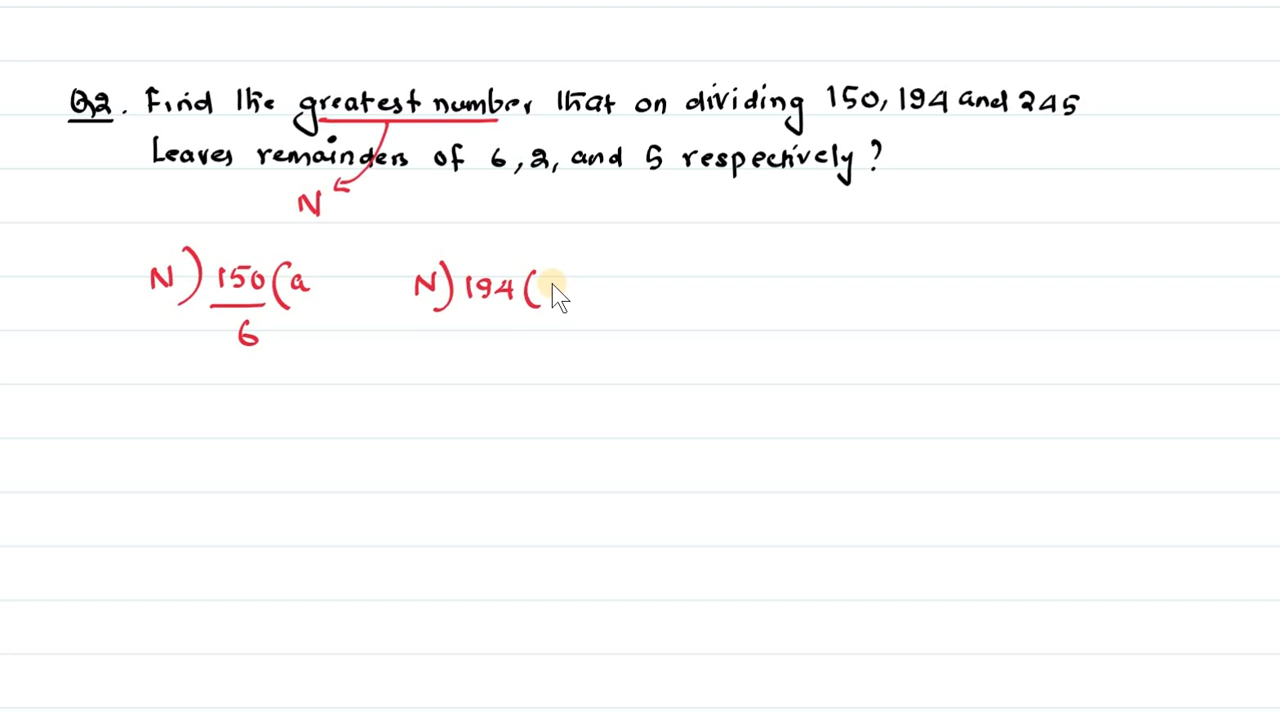 Q2. Find the greatest number that on dividing 150, 194 and 245
Leaves remainders of 6, 2, and 5 respectively?
N
N) 150 (a N) 194 (
6